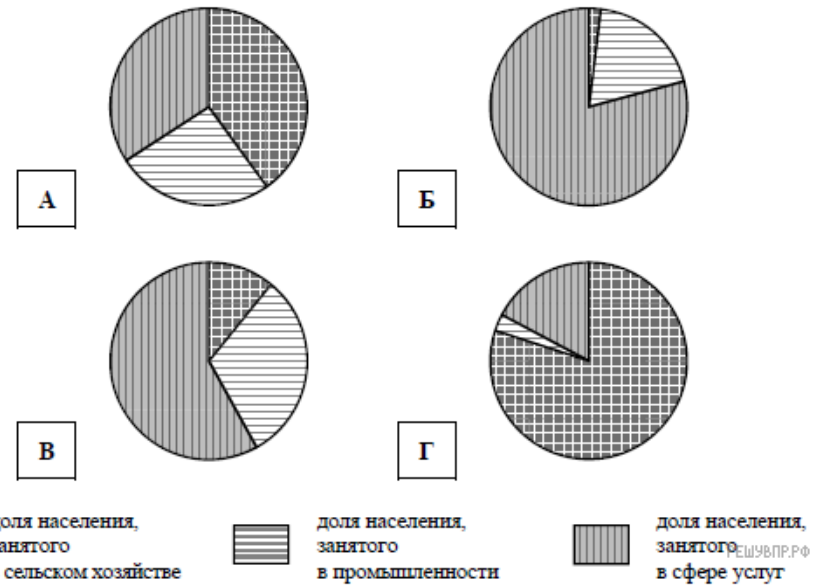 А
Б
В
Г
доля населения,
занятого
сельском хозяйстве
доля населения,
занятого
в промышленности
доля населения,
занятого
в сфере услуг
РЕШУВПР.РФ